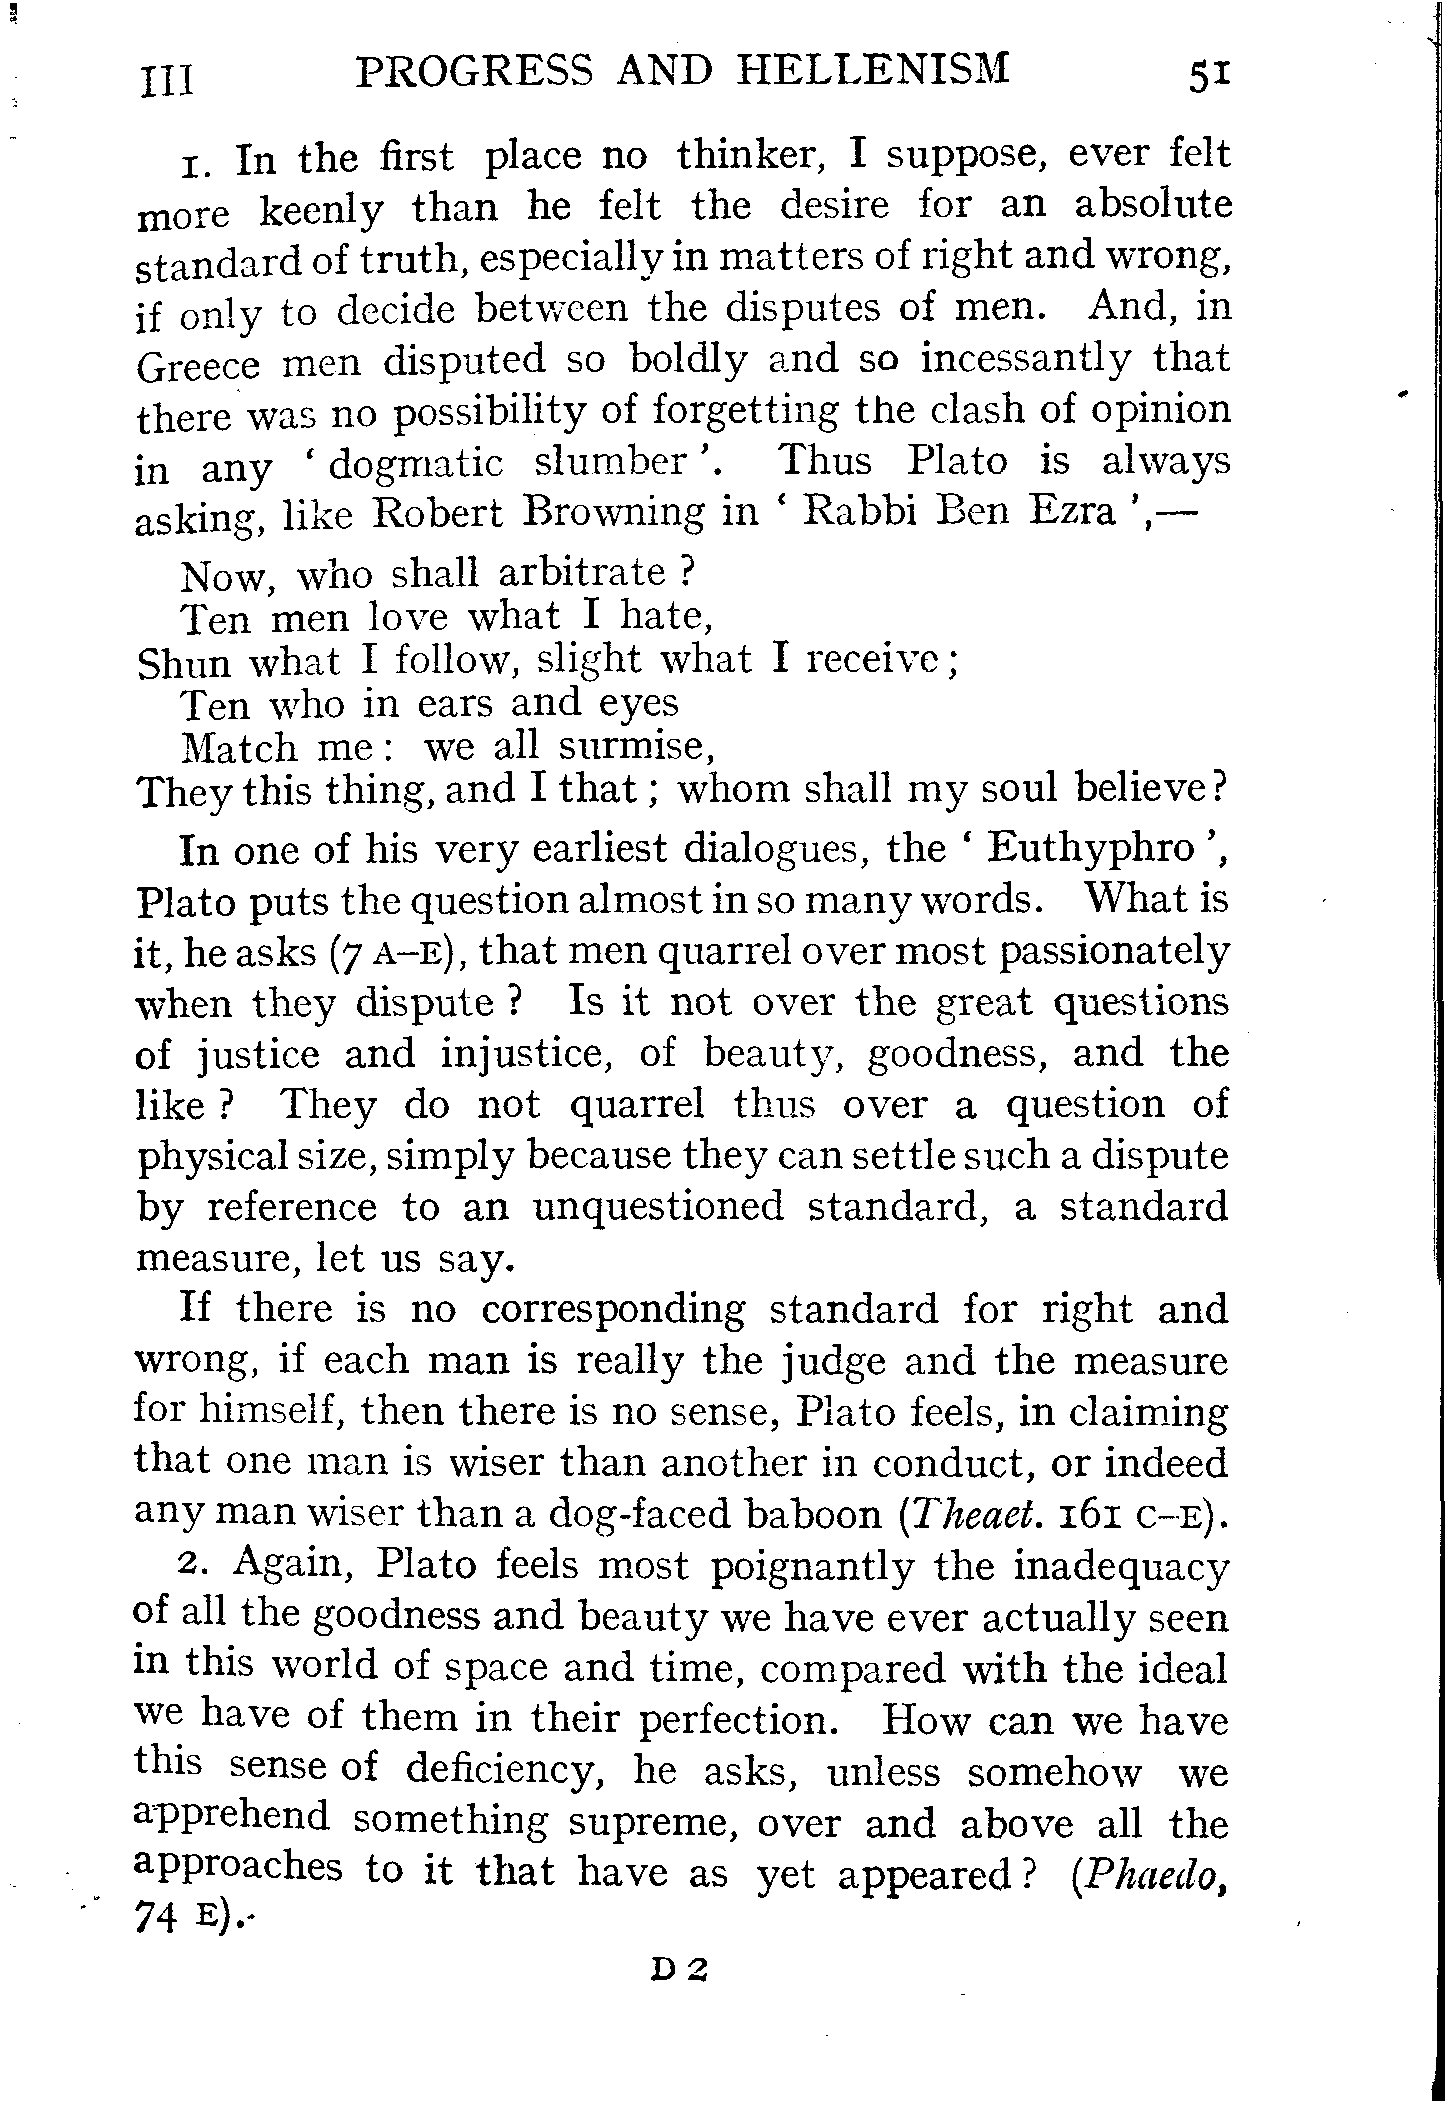 III PROGRESS AND HELLENISM 51
1. In the first place no thinker, I suppose, ever felt
more keenly than he felt the desire for an absolute
standard of truth, especially in matters of right and wrong,
if only to decide between the disputes of men. And, in
Greece men disputed so boldly and so incessantly that
there was no possibility of forgetting the clash of opinion
in any ‘ dogmatic slumber ’. Thus Plato is always
asking, like Robert Browning in ‘ Rabbi Ben Ezra ’,—
Now, who shall arbitrate ?
Ten men love what I hate,
Shun what I follow, slight what I receive ;
Ten who in ears and eyes
Match me : we all surmise,
They this thing, and I that ; whom shall my soul believe?
In one of his very earliest dialogues, the ‘ Euthyphro ’,
Plato puts the question almost in so many words. What is
it, he asks (7 A–E), that men quarrel over most passionately
when they dispute ? Is it not over the great questions
of justice and injustice, of beauty, goodness, and the
like ? They do not quarrel thus over a question of
physical size, simply because they can settle such a dispute
by reference to an unquestioned standard, a standard
measure, let us say.
If there is no corresponding standard for right and
wrong, if each man is really the judge and the measure
for himself, then there is no sense, Plato feels, in claiming
that one man is wiser than another in conduct, or indeed
any man wiser than a dog-faced baboon (Theaet. 161 C–E).
2. Again, Plato feels most poignantly the inadequacy
of all the goodness and beauty we have ever actually seen
in this world of space and time, compared with the ideal
we have of them in their perfection. How can we have
this sense of deficiency, he asks, unless somehow we
apprehend something supreme, over and above all the
approaches to it that have as yet appeared ? (Phaedo,
74 E).
D 2